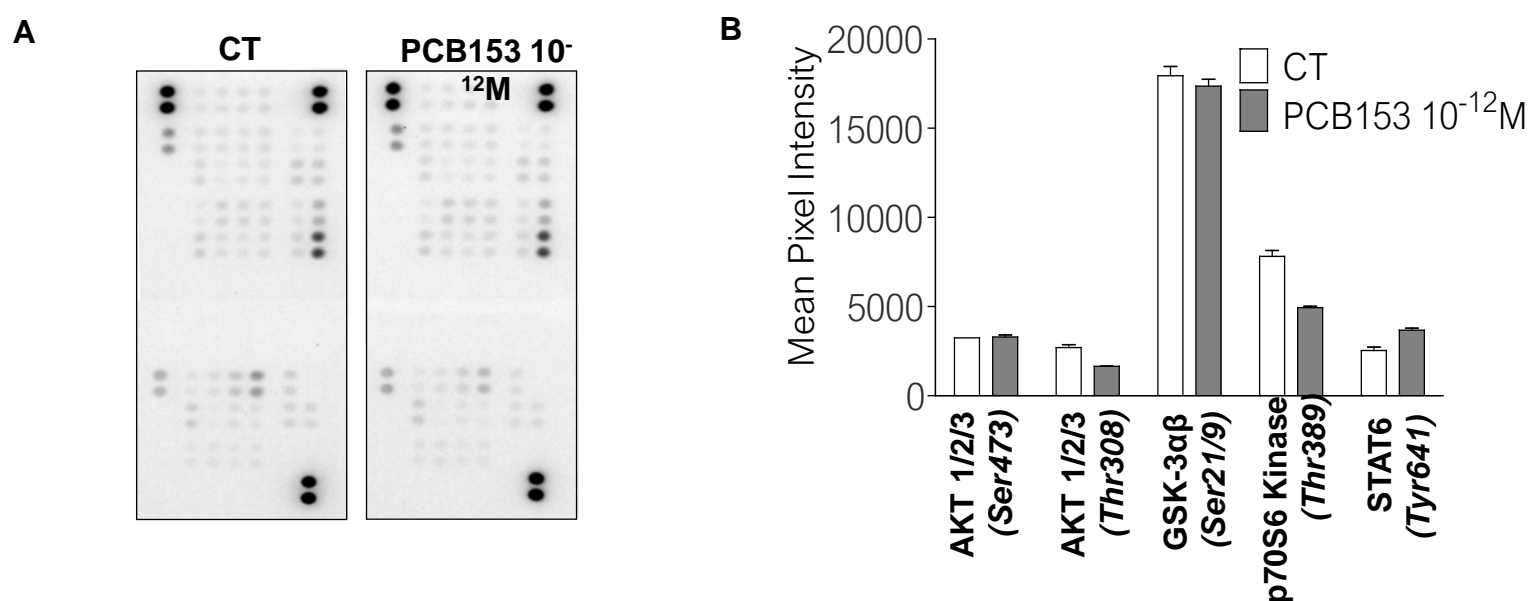 A
CT
PCB153 10-
12M
B
Mean Pixel Intensity
20000
15000
10000
5000
0
CT
PCB153 10-12M
AKT 1/2/3
(Ser473)
AKT 1/2/3
(Thr308)
GSK-3αβ
(Ser21/9)
p70S6 Kinase
(Thr389)
STAT6
(Tyr641)